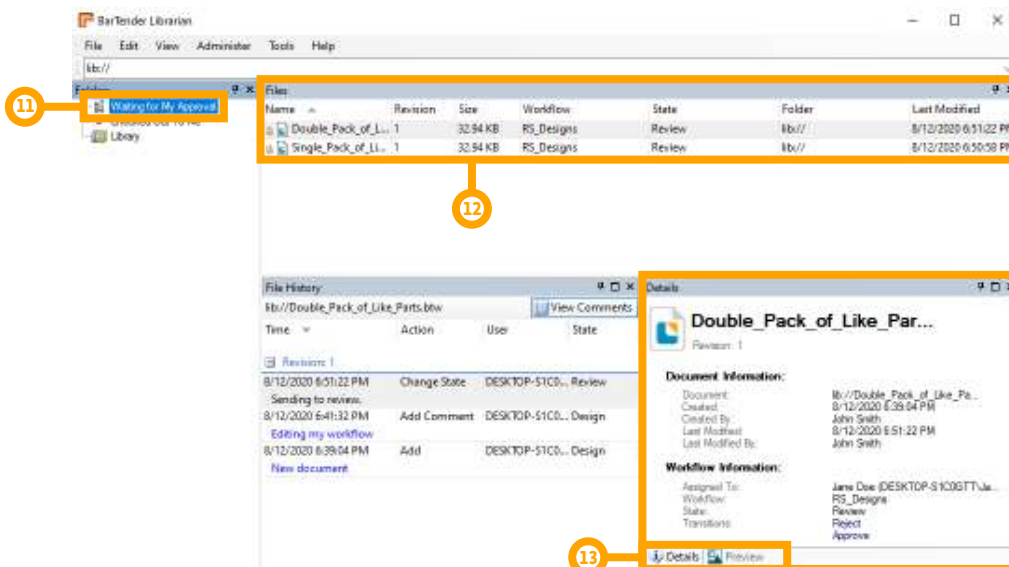 BarTender Librarian
File Edit View Administer Tools Help
lib://
Files
11
Waiting for My Approval
Library
Name Revision Size Workflow State Folder Last Modified
Double_Pack_of_L... 1 32.94 KB RS_Designs Review lib:// 8/12/2020 6:51:22 PM
Single_Pack_of_Li... 1 32.94 KB RS_Designs Review lib:// 8/12/2020 6:50:58 PM
12
File History
lib://Double_Pack_of_Like_Parts.btw View Comments
Time Action User State
Revision: 1
8/12/2020 6:51:22 PM Change State DESKTOP-S1C0... Review
Sending to review.
8/12/2020 6:41:32 PM Add Comment DESKTOP-S1C0... Design
Editing my workflow
8/12/2020 6:39:04 PM Add DESKTOP-S1C0... Design
New document
Details
Double_Pack_of_Like_Par...
Revision: 1
Document Information:
Document: lib://Double_Pack_of_Like_Pa...
Created: 8/12/2020 6:39:04 PM
Created By: John Smith
Last Modified: 8/12/2020 6:51:22 PM
Last Modified By: John Smith
Workflow Information:
Assigned To: Jane Doe (DESKTOP-S1C0GTT\Ja...
Workflow: RS_Designs
State: Review
Transitions: Reject
Approve
13
Details Preview